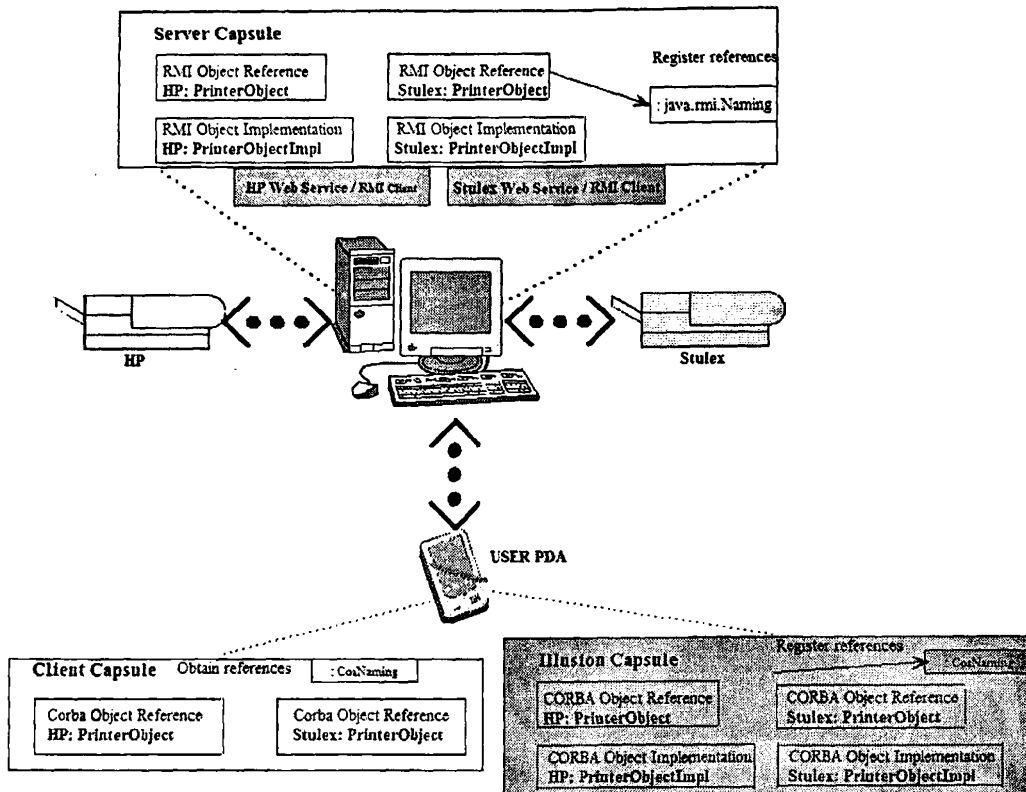 Server Capsule
Register references
RMI Object Reference
HP: PrinterObject
RMI Object Reference
Stulex: PrinterObject
: java.rmi.Naming
RMI Object Implementation
HP: PrinterObjectImpl
RMI Object Implementation
Stulex: PrinterObjectImpl
HP Web Service / RMI Client
Stulex Web Service / RMI Client
HP
Stulex
USER PDA
Client Capsule
Obtain references
: CosNaming
Corba Object Reference
HP: PrinterObject
Corba Object Reference
Stulex: PrinterObject
Illusion Capsule
Register references
: CosNaming
CORBA Object Reference
HP: PrinterObject
CORBA Object Reference
Stulex: PrinterObject
CORBA Object Implementation
HP: PrinterObjectImpl
CORBA Object Implementation
Stulex: PrinterObjectImpl